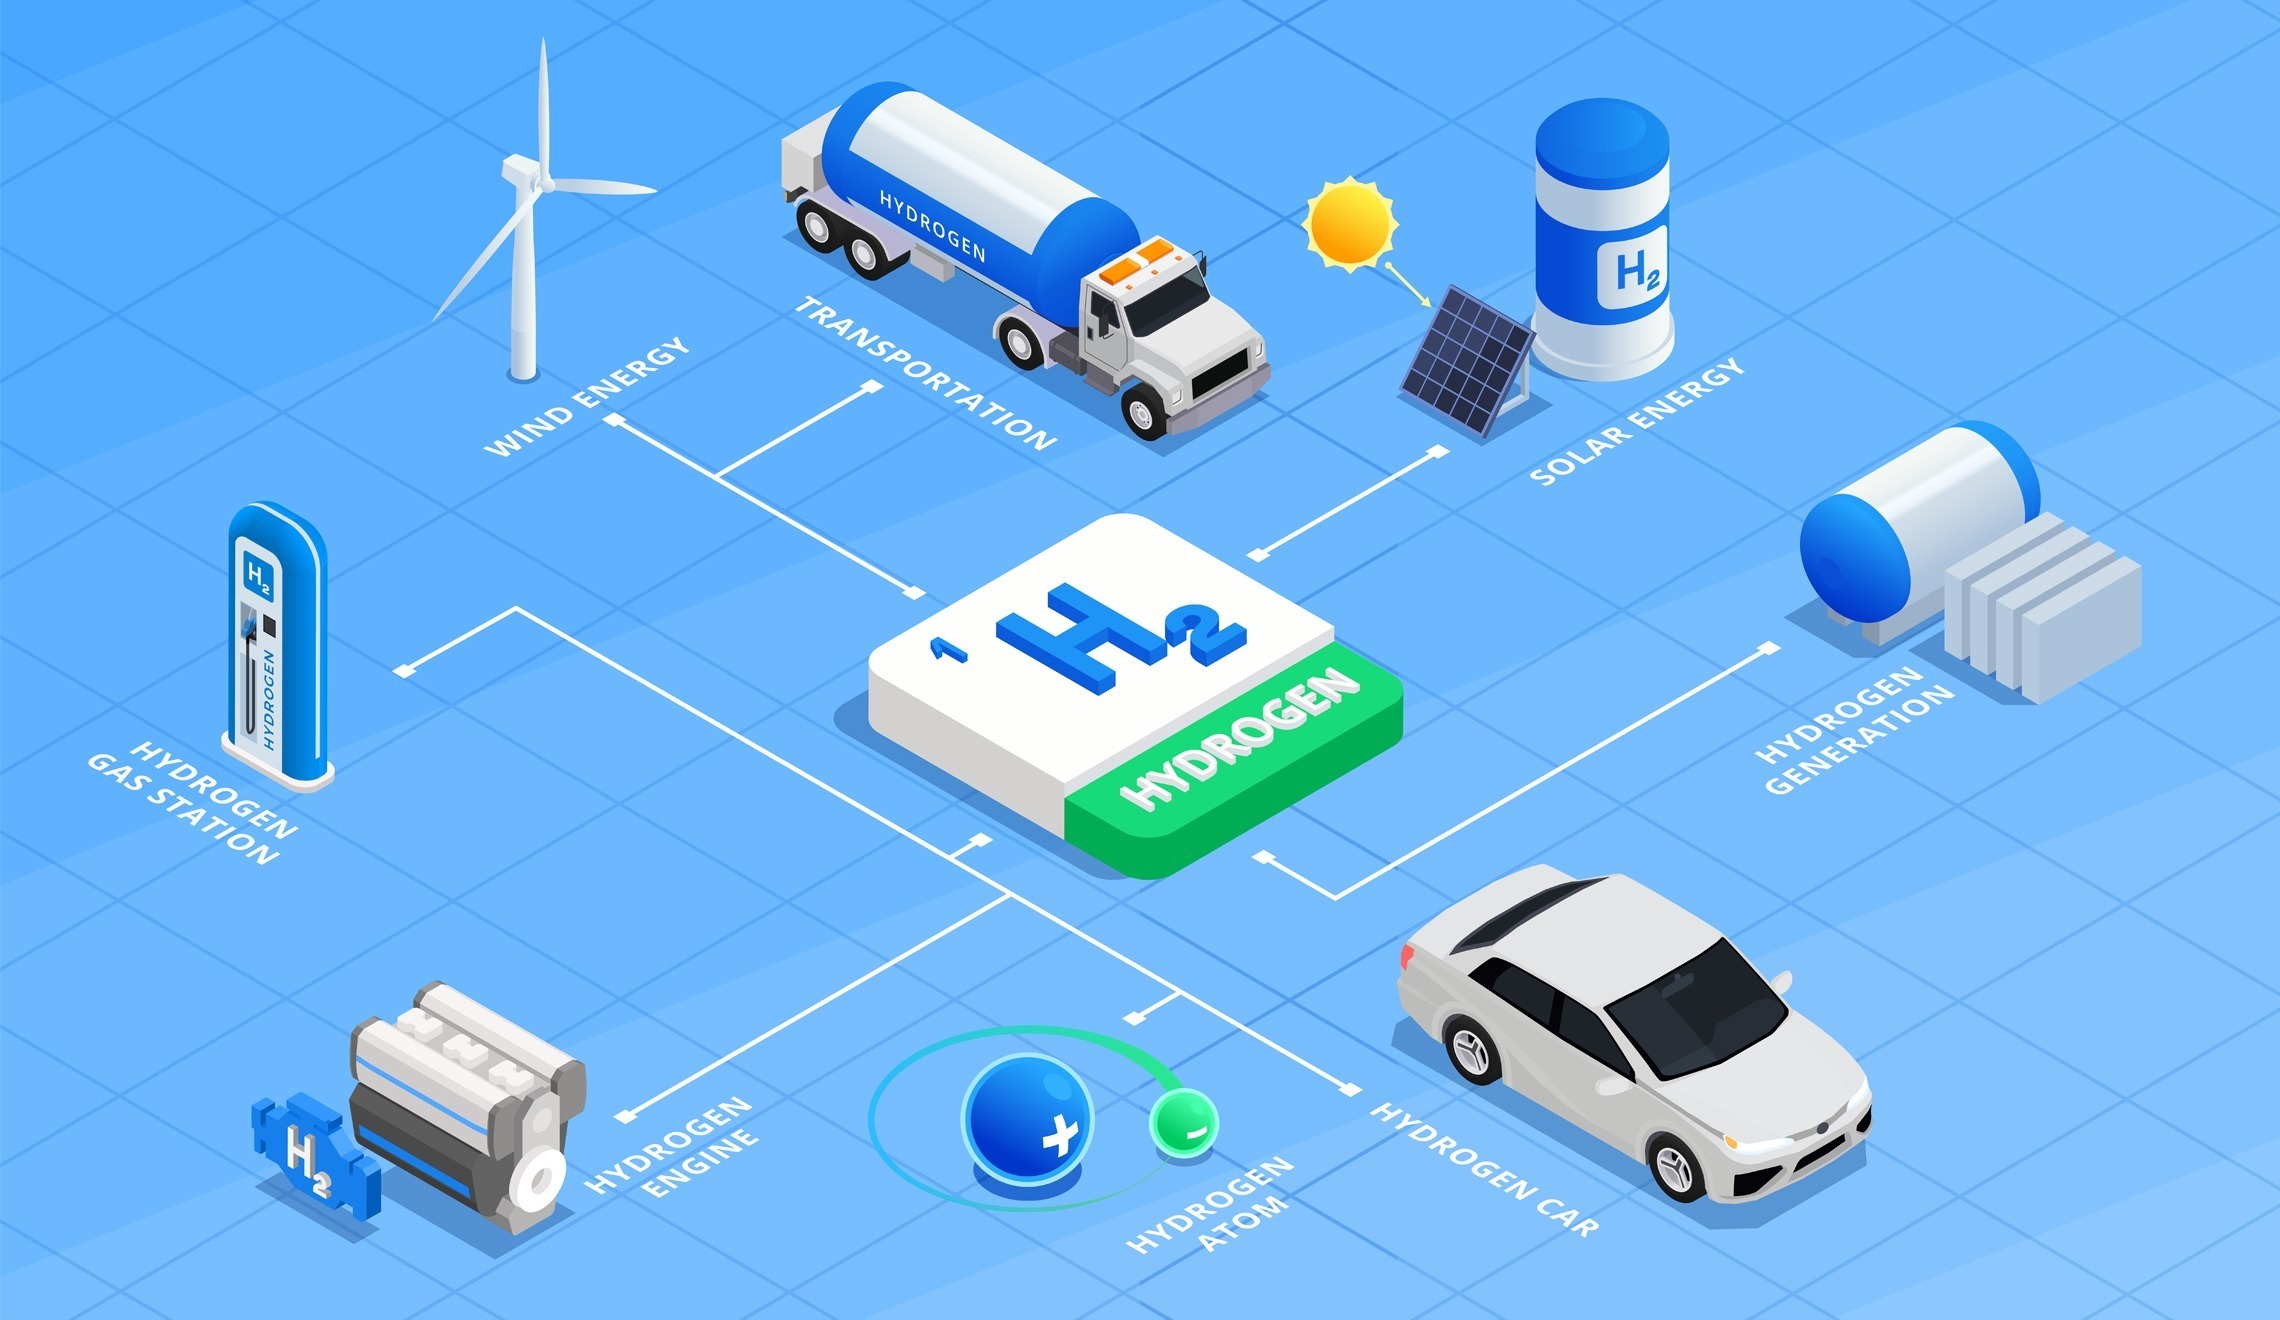 HYDROGEN
TRANSPORTATION
WIND ENERGY
H2
SOLAR ENERGY
H2
HYDROGEN
HYDROGEN
GAS STATION
1
H2
HYDROGEN
HYDROGEN
GENERATION
H2
HYDROGEN
ENGINE
+
-
HYDROGEN
ATOM
HYDROGEN CAR